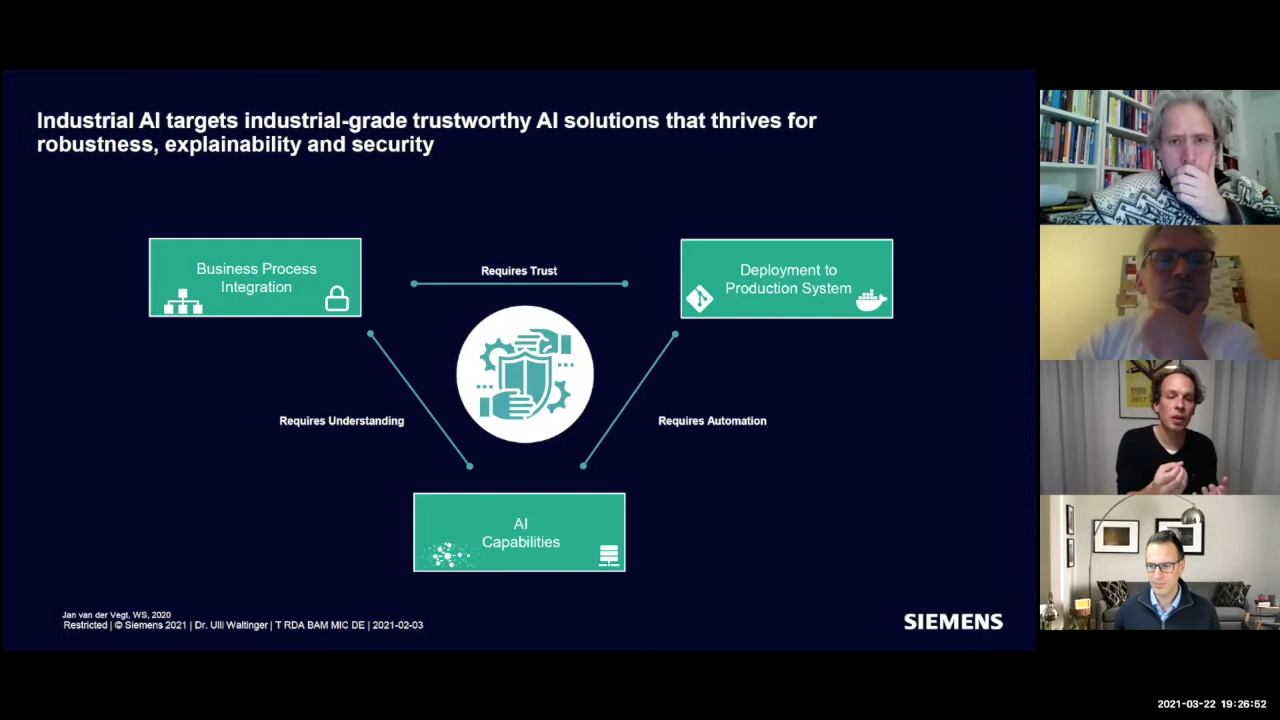 Industrial AI targets industrial-grade trustworthy AI solutions that thrives for
robustness, explainability and security
Business Process
Integration
Requires Trust
Deployment to
Production System
Requires Understanding
Requires Automation
AI
Capabilities
Jan van der Vegt, WS, 2020
Restricted | © Siemens 2021 | Dr. Ulli Waltinger | T RDA BAM MIC DE | 2021-02-03
SIEMENS
2017
2021-03-22 19:26:52